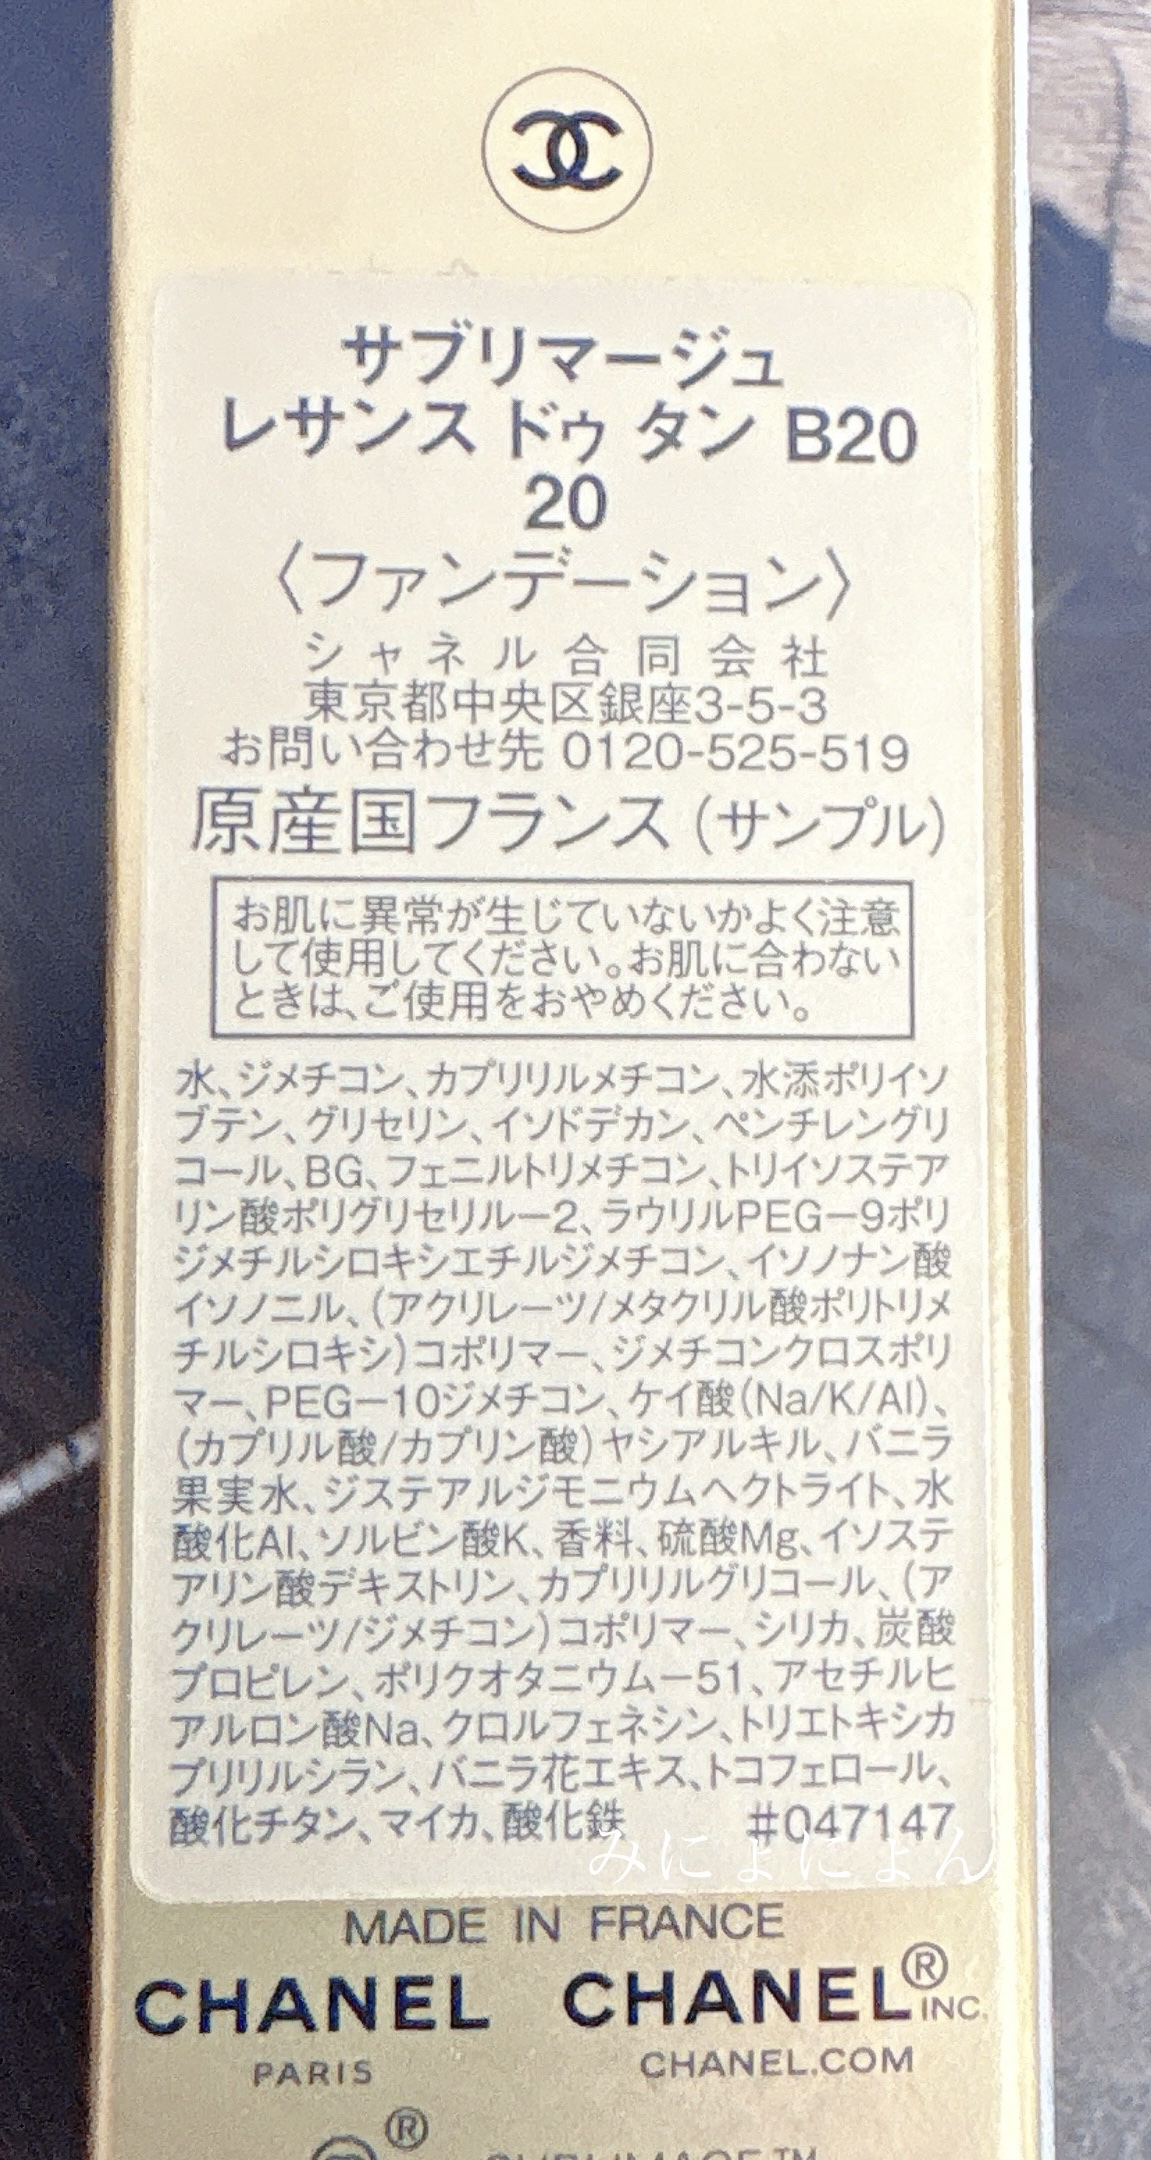 サブリマージュ
レサンス ドゥ タン B20
20
〈ファンデーション〉
シャネル合同会社
東京都中央区銀座3-5-3
お問い合わせ先 0120-525-519
原産国フランス (サンプル)
お肌に異常が生じていないかよく注意
して使用してください。お肌に合わない
ときは、ご使用をおやめください。
水、ジメチコン、カプリリルメチコン、水添ポリイソ
ブテン、グリセリン、イソドデカン、ペンチレングリ
コール、BG、フェニルトリメチコン、トリイソステア
リン酸ポリグリセリル－2、ラウリルPEG－9ポリ
ジメチルシロキシエチルジメチコン、イソノナン酸
イソノニル、(アクリレーツ/メタクリル酸ポリトリメ
チルシロキシ)コポリマー、ジメチコンクロスポリ
マー、PEG－10ジメチコン、ケイ酸(Na/K/Al)、
(カプリル酸/カプリン酸)ヤシアルキル、バニラ
果実水、ジステアルジモニウムヘクトライト、水
酸化Al、ソルビン酸K、香料、硫酸Mg、イソステ
アリン酸デキストリン、カプリリルグリコール、(ア
クリレーツ/ジメチコン)コポリマー、シリカ、炭酸
プロピレン、ポリクオタニウム－51、アセチルヒ
アルロン酸Na、クロルフェネシン、トリエトキシカ
プリリルシラン、バニラ花エキス、トコフェロール、
酸化チタン、マイカ、酸化鉄 #047147
みにょにょん
MADE IN FRANCE
CHANEL CHANEL® INC.
PARIS CHANEL.COM
®
SUBLIMAGE™